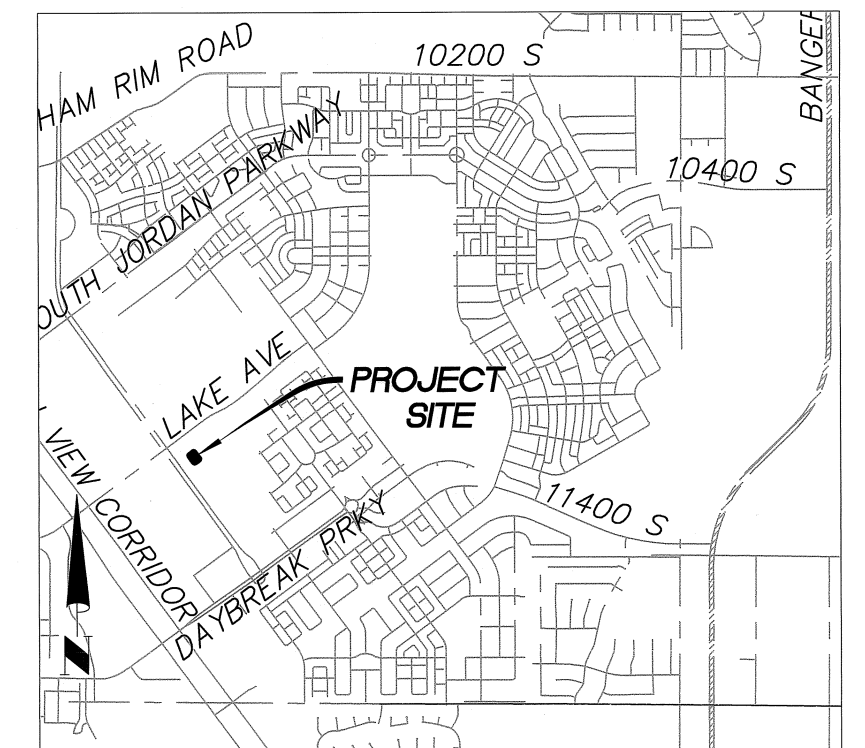 10200 S
HAM RIM ROAD
BANGER
10400 S
OUTH JORDAN PARKWAY
LAKE AVE
PROJECT
SITE
VIEW CORRIDOR
11400 S
DAYBREAK PRKY
N